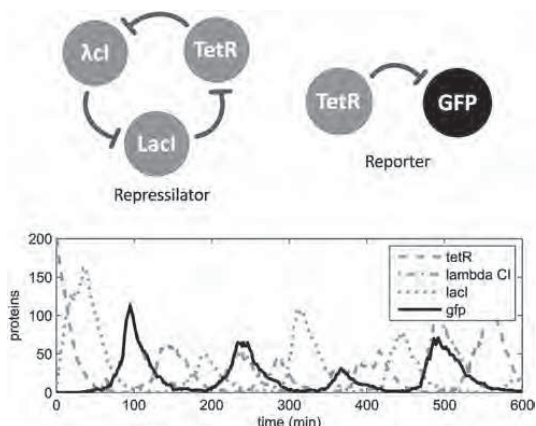 λcI
TetR
LacI
Repressilator
TetR
GFP
Reporter
200
150
100
50
0
proteins
tetR
lambda CI
lacI
gfp
0 100 200 300 400 500 600
time (min)